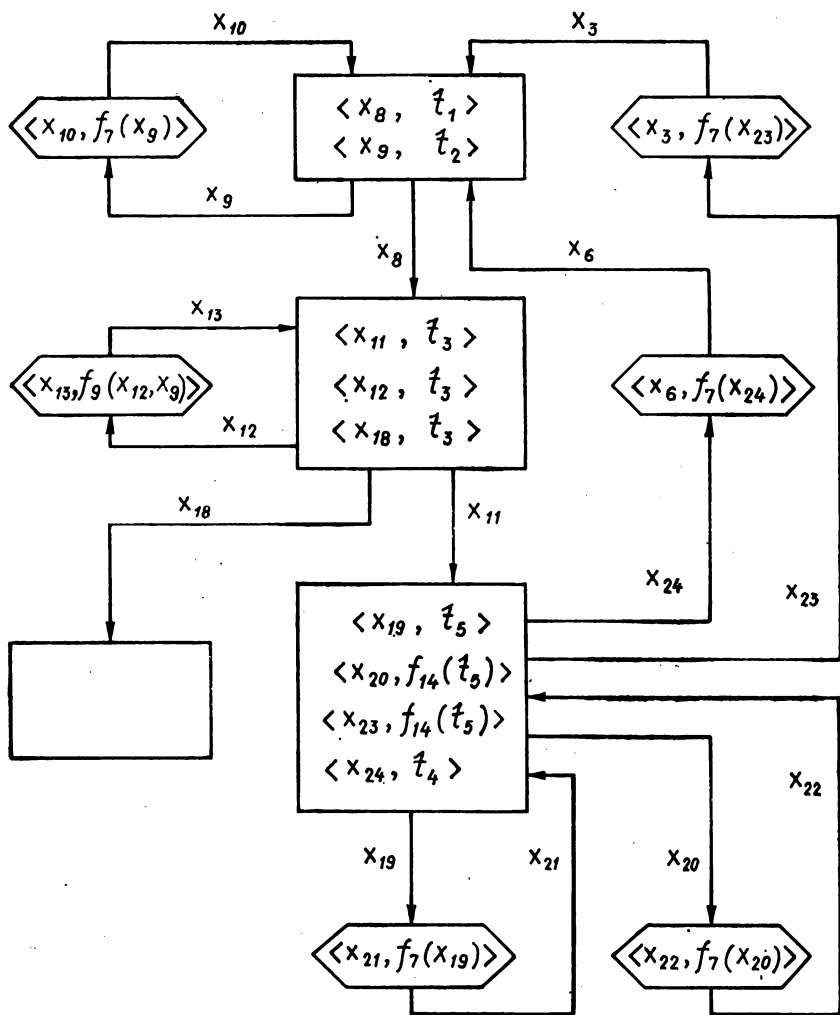 x₁₀ x₃
<x₈, t₁>
<x₁₀, f₇(x₉)> <x₃, f₇(x₂₃)>
<x₉, t₂>
x₉
x₈ x₆
x₁₃
<x₁₁, t₃>
<x₁₃, f₉(x₁₂, x₉)> <x₁₂, t₃> <x₆, f₇(x₂₄)>
x₁₂ <x₁₈, t₃>
x₁₈ x₁₁
x₂₄ x₂₃
<x₁₉, t₅>
<x₂₀, f₁₄(t₅)>
<x₂₃, f₁₄(t₅)>
<x₂₄, t₄> x₂₂
x₁₉ x₂₁ x₂₀
<x₂₁, f₇(x₁₉)> <x₂₂, f₇(x₂₀)>